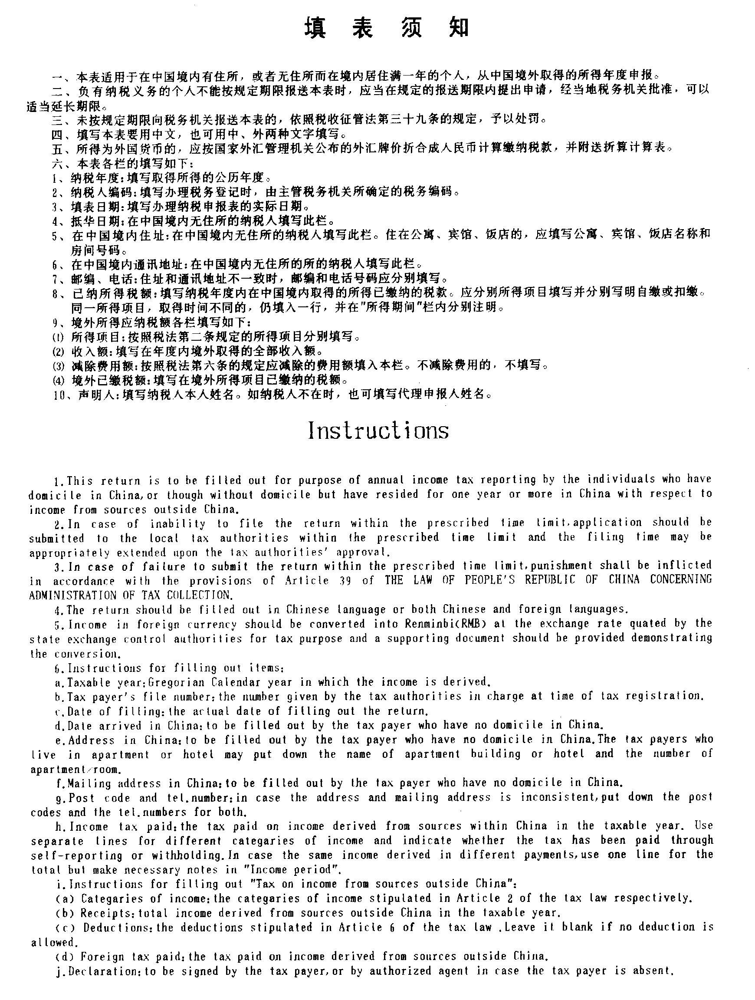 填 表 须 知
一、本表适用于在中国境内有住所，或者无住所而在境内居住满一年的个人，从中国境外取得的所得年度申报。
二、负有纳税义务的个人不能按规定期限报送本表时，应当在规定的报送期限内提出申请，经当地税务机关批准，可以
适当延长期限。
三、未按规定期限向税务机关报送本表的，依照税收征管法第三十九条的规定，予以处罚。
四、填写本表要用中文，也可用中、外两种文字填写。
五、所得为外国货币的，应按国家外汇管理机关公布的外汇牌价折合成人民币计算缴纳税款，并附送折算计算表。
六、本表各栏的填写如下：
1、纳税年度：填写取得所得的公历年度。
2、纳税人编码：填写办理税务登记时，由主管税务机关所确定的税务编码。
3、填表日期：填写办理纳税申报表的实际日期。
4、抵华日期：在中国境内无住所的纳税人填写此栏。
5、在中国境内住址：在中国境内无住所的纳税人填写此栏。住在公寓、宾馆、饭店的，应填写公寓、宾馆、饭店名称和
房间号码。
6、在中国境内通讯地址：在中国境内无住所的所的纳税人填写此栏。
7、邮编、电话：住址和通讯地址不一致时，邮编和电话号码应分别填写。
8、已纳所得税额：填写纳税年度内在中国境内取得的所得已缴纳的税款。应分别所得项目填写并分别写明自缴或扣缴。
同一所得项目，取得时间不同的，仍填入一行，并在"所得期间"栏内分别注明。
9、境外所得应纳税额各栏填写如下：
(1) 所得项目：按照税法第二条规定的所得项目分别填写。
(2) 收入额：填写在年度内境外取得的全部收入额。
(3) 减除费用额：按照税法第六条的规定应减除的费用额填入本栏。不减除费用的，不填写。
(4) 境外已缴税额：填写在境外所得项目已缴纳的税额。
10、声明人：填写纳税人本人姓名。如纳税人不在时，也可填写代理申报人姓名。
Instructions
1.This return is to be filled out for purpose of annual income tax reporting by the individuals who have
domicile in China,or though without domicile but have resided for one year or more in China with respect to
income from sources outside China.
2.In case of inability to file the return within the prescribed time limit,application should be
submitted to the local tax authorities within the prescribed time limit and the filing time may be
appropriately extended upon the tax authorities' approval.
3.In case of failure to submit the return within the prescribed time limit,punishment shall be inflicted
in accordance with the provisions of Article 39 of THE LAW OF PEOPLE'S REPUBLIC OF CHINA CONCERNING
ADMINISTRATION OF TAX COLLECTION.
4.The return should be filled out in Chinese language or both Chinese and foreign languages.
5.Income in foreign currency should be converted into Renminbi(RMB) at the exchange rate quated by the
state exchange control authorities for tax purpose and a supporting document should be provided demonstrating
the conversion.
6.Instructions for filling out items:
a.Taxable year:Gregorian Calendar year in which the income is derived.
b.Tax payer's file number:the number given by the tax authorities in charge at time of tax registration.
c.Date of filling:the actual date of filling out the return.
d.Date arrived in China:to be filled out by the tax payer who have no domicile in China.
e.Address in China:to be filled out by the tax payer who have no domicile in China.The tax payers who
live in apartment or hotel may put down the name of apartment building or hotel and the number of
apartment/room.
f.Mailing address in China:to be filled out by the tax payer who have no domicile in China.
g.Post code and tel.number:in case the address and mailing address is inconsistent,put down the post
codes and the tel.numbers for both.
h.Income tax paid:the tax paid on income derived from sources within China in the taxable year. Use
separate lines for different categaries of income and indicate whether the tax has been paid through
self-reporting or withholding.In case the same income derived in different payments,use one line for the
total but make necessary notes in "Income period".
i.Instructions for filling out "Tax on income from sources outside China":
(a) Categaries of income:the categaries of income stipulated in Article 2 of the tax law respectively.
(b) Receipts:total income derived from sources outside China in the taxable year.
(c) Deductions:the deductions stipulated in Article 6 of the tax law .Leave it blank if no deduction is
allowed.
(d) Foreign tax paid:the tax paid on income derived from sources outside China.
j.Declaration:to be signed by the tax payer,or by authorized agent in case the tax payer is absent.